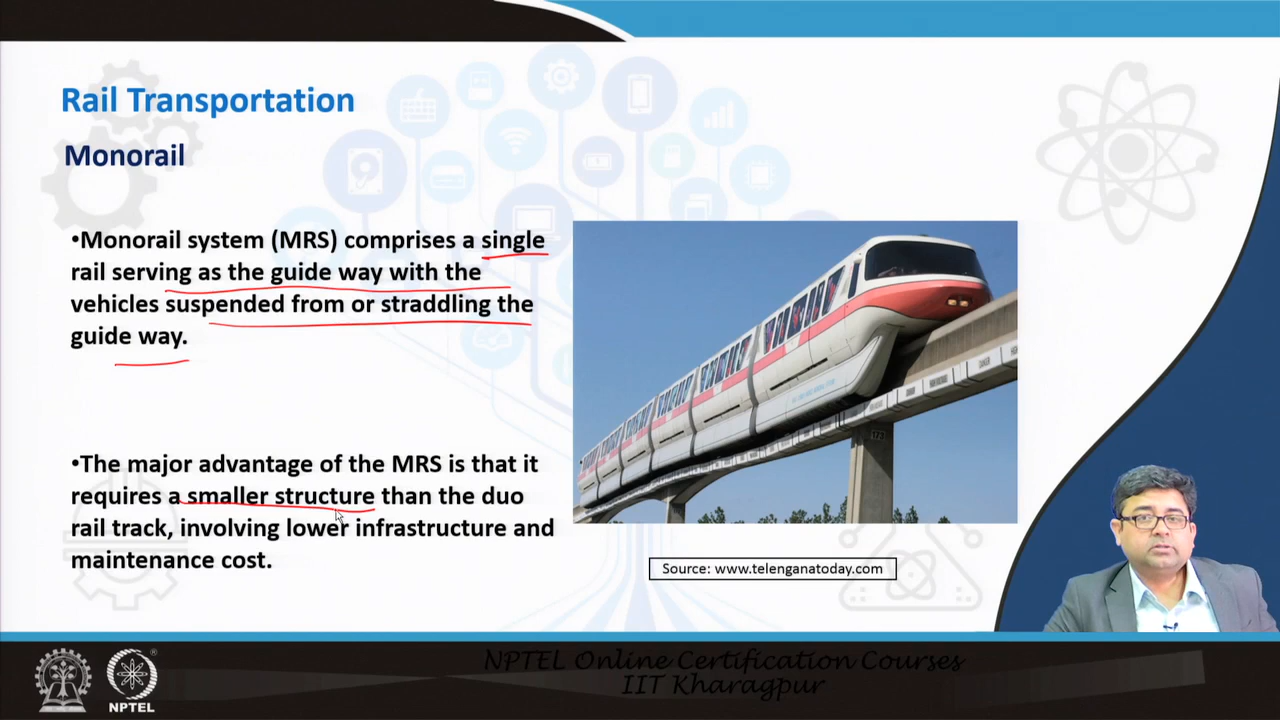 Rail Transportation
Monorail
•Monorail system (MRS) comprises a single
rail serving as the guide way with the
vehicles suspended from or straddling the
guide way.
•The major advantage of the MRS is that it
requires a smaller structure than the duo
rail track, involving lower infrastructure and
maintenance cost.
Source: www.telenganatoday.com
NPTEL Online Certification Courses
IIT Kharagpur
NPTEL